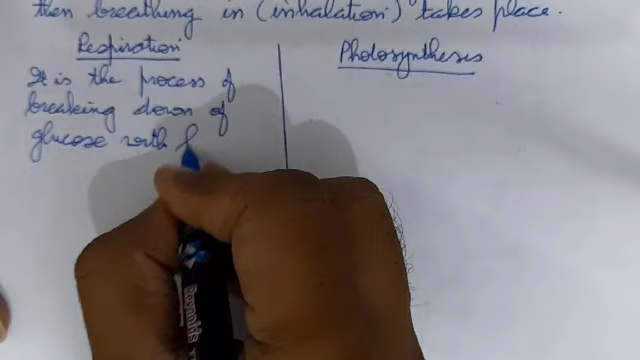 then breathing in (inhalation) takes place.
Respiration
Photosynthesis
It is the process of
breaking down of
glucose with
Reynolds